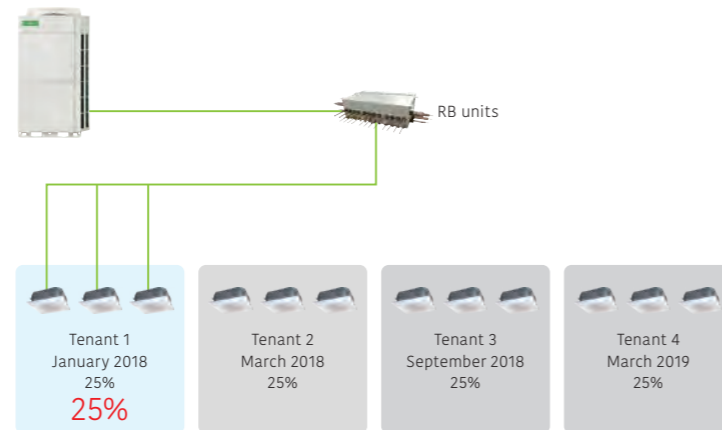 RB units
Tenant 1
January 2018
25%
25%
Tenant 2
March 2018
25%
Tenant 3
September 2018
25%
Tenant 4
March 2019
25%